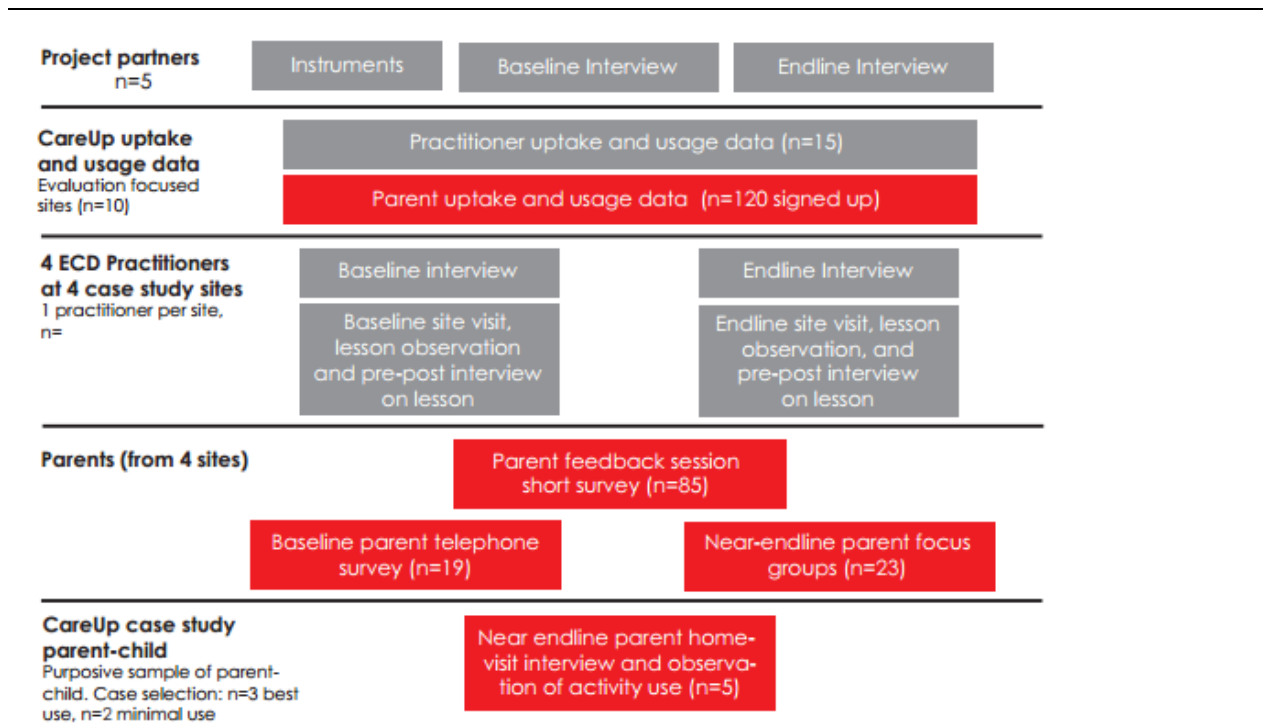 Project partners
n=5
Instruments
Baseline Interview
Endline Interview
CareUp uptake
and usage data
Evaluation focused
sites (n=10)
Practitioner uptake and usage data (n=15)
Parent uptake and usage data (n=120 signed up)
4 ECD Practitioners
at 4 case study sites
1 practitioner per site,
n=
Baseline interview
Endline Interview
Baseline site visit,
lesson observation
and pre-post interview
on lesson
Endline site visit, lesson
observation, and
pre-post interview
on lesson
Parents (from 4 sites)
Parent feedback session
short survey (n=85)
Baseline parent telephone
survey (n=19)
Near-endline parent focus
groups (n=23)
CareUp case study
parent-child
Purposive sample of parent-
child. Case selection: n=3 best
use, n=2 minimal use
Near endline parent home-
visit interview and observa-
tion of activity use (n=5)